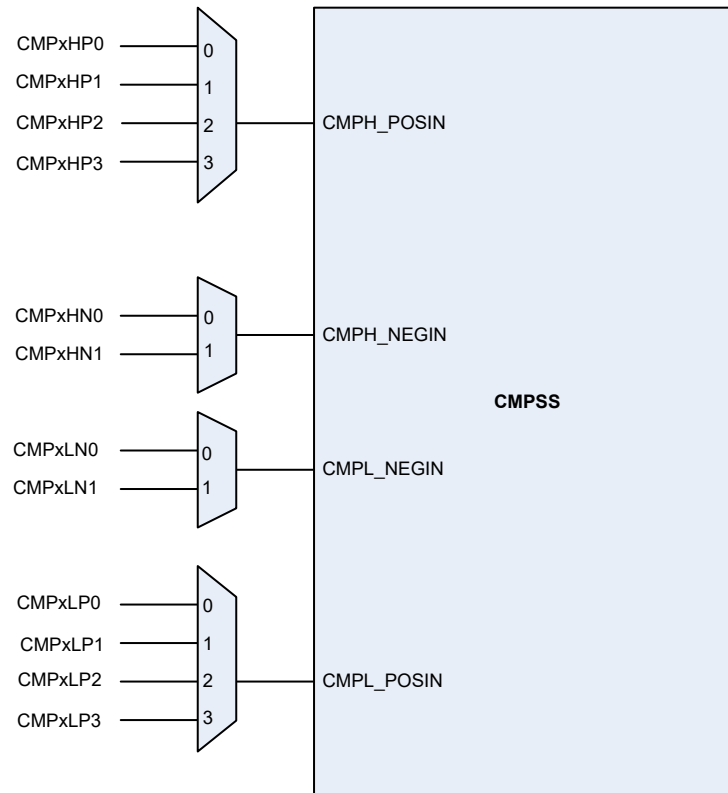 CMPxHP0
0
CMPxHP1
1
CMPxHP2
2
CMPH_POSIN
CMPxHP3
3
CMPxHN0
0
CMPH_NEGIN
CMPxHN1
1
CMPSS
CMPxLN0
0
CMPL_NEGIN
CMPxLN1
1
CMPxLP0
0
CMPxLP1
1
CMPxLP2
2
CMPL_POSIN
CMPxLP3
3